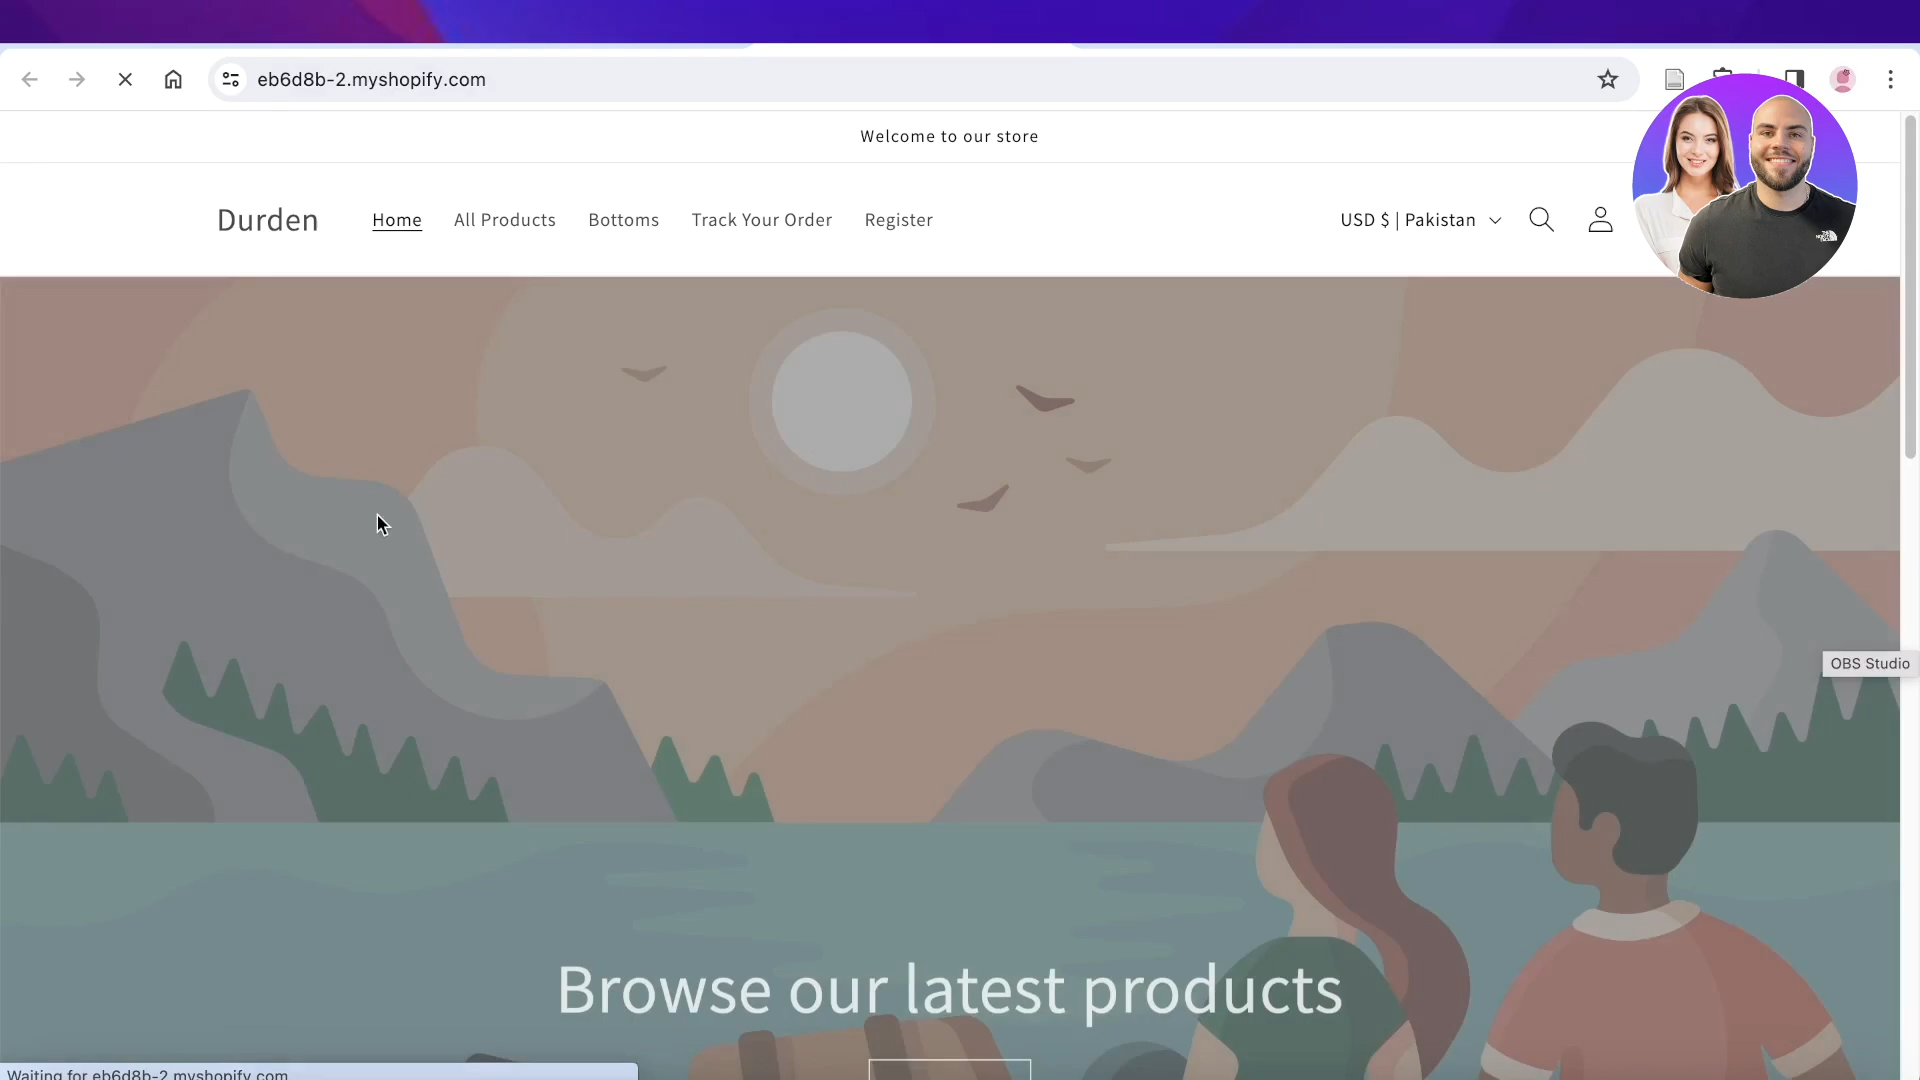 eb6d8b-2.myshopify.com
Welcome to our store
Durden
Home
All Products
Bottoms
Track Your Order
Register
USD $ | Pakistan
OBS Studio
Browse our latest products
Waiting for eb6d8b-2.myshopify.com